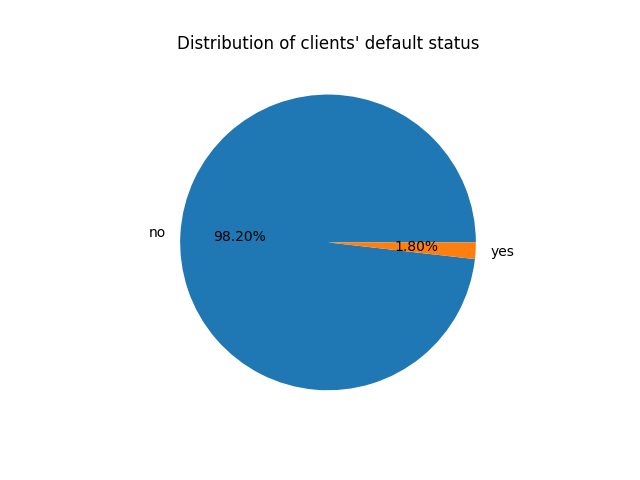 Distribution of clients' default status
no
98.20%
1.80%
yes